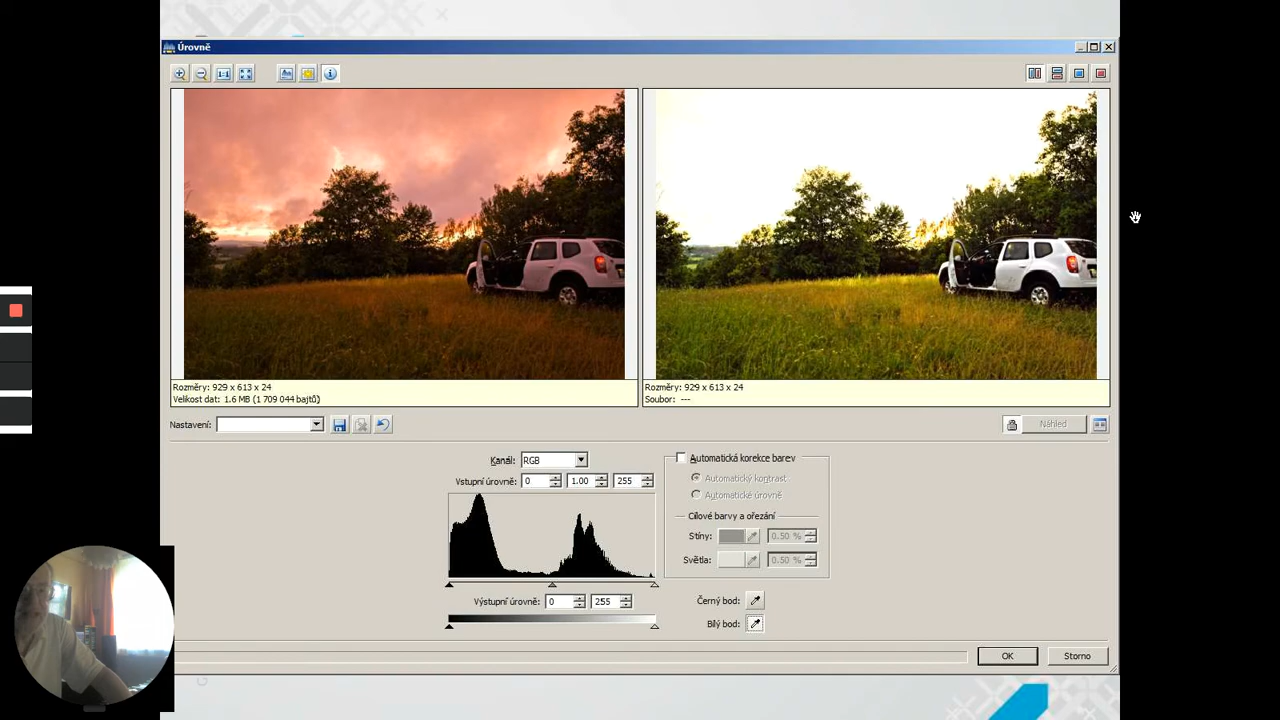 Úrovně
1:1
Rozměry: 929 x 613 x 24
Velikost dat: 1.6 MB (1 709 044 bajtů)
Rozměry: 929 x 613 x 24
Soubor: ---
Nastavení:
Náhled
Kanál: RGB
Vstupní úrovně: 0 1.00 255
Výstupní úrovně: 0 255
Automatická korekce barev
Automatický kontrast
Automatické úrovně
Cílové barvy a ořezání
Stíny: 0.50 %
Světla: 0.50 %
Černý bod:
Bílý bod:
OK
Storno